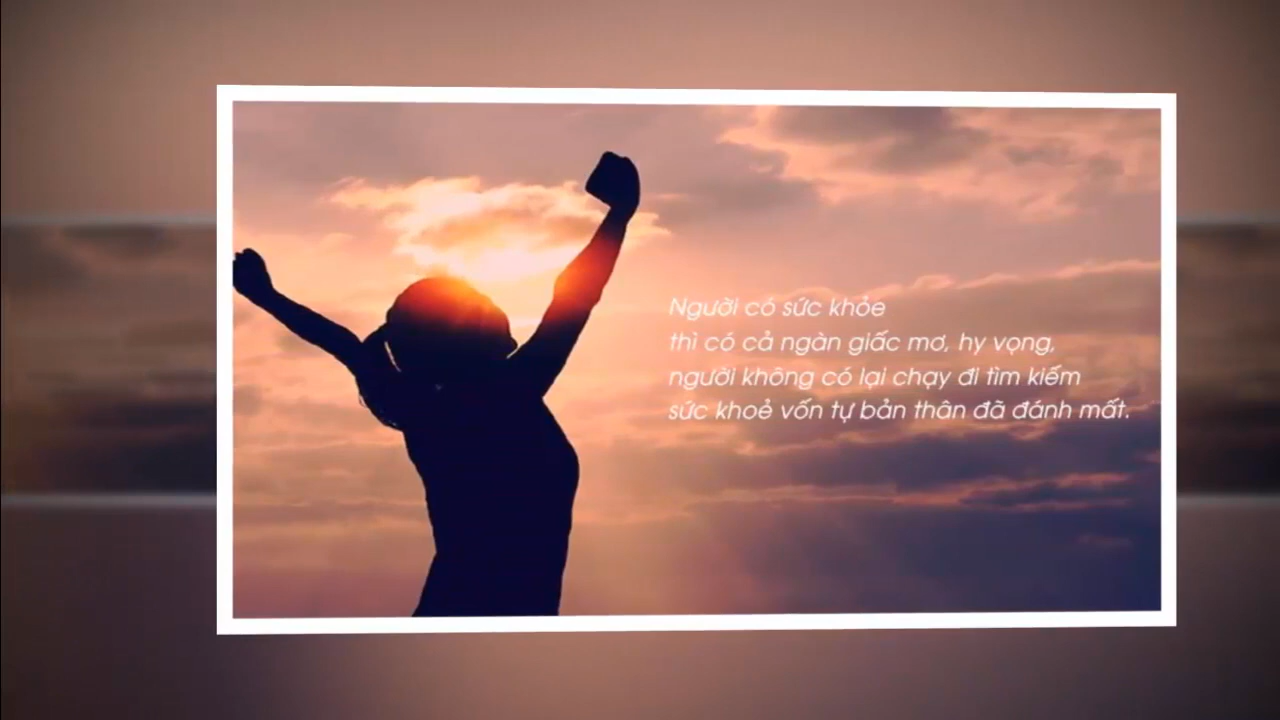 Người có sức khỏe
thì có cả ngàn giấc mơ, hy vọng,
người không có lại chạy đi tìm kiếm
sức khoẻ vốn tự bản thân đã đánh mất.